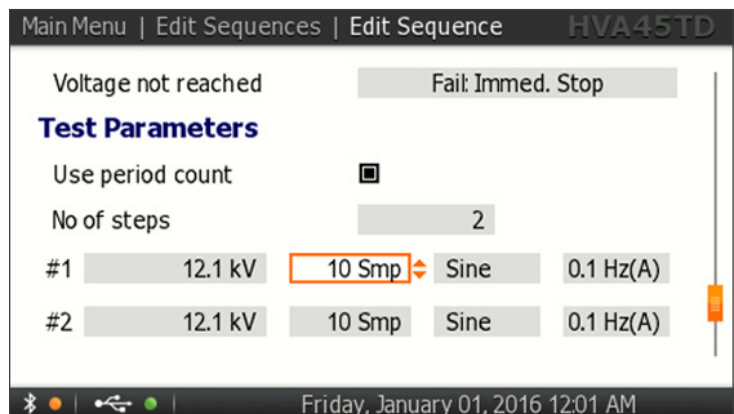 Main Menu | Edit Sequences | Edit Sequence HVA45TD
Voltage not reached Fail: Immed. Stop
Test Parameters
Use period count
No of steps 2
#1 12.1 kV 10 Smp Sine 0.1 Hz(A)
#2 12.1 kV 10 Smp Sine 0.1 Hz(A)
Friday, January 01, 2016 12:01 AM